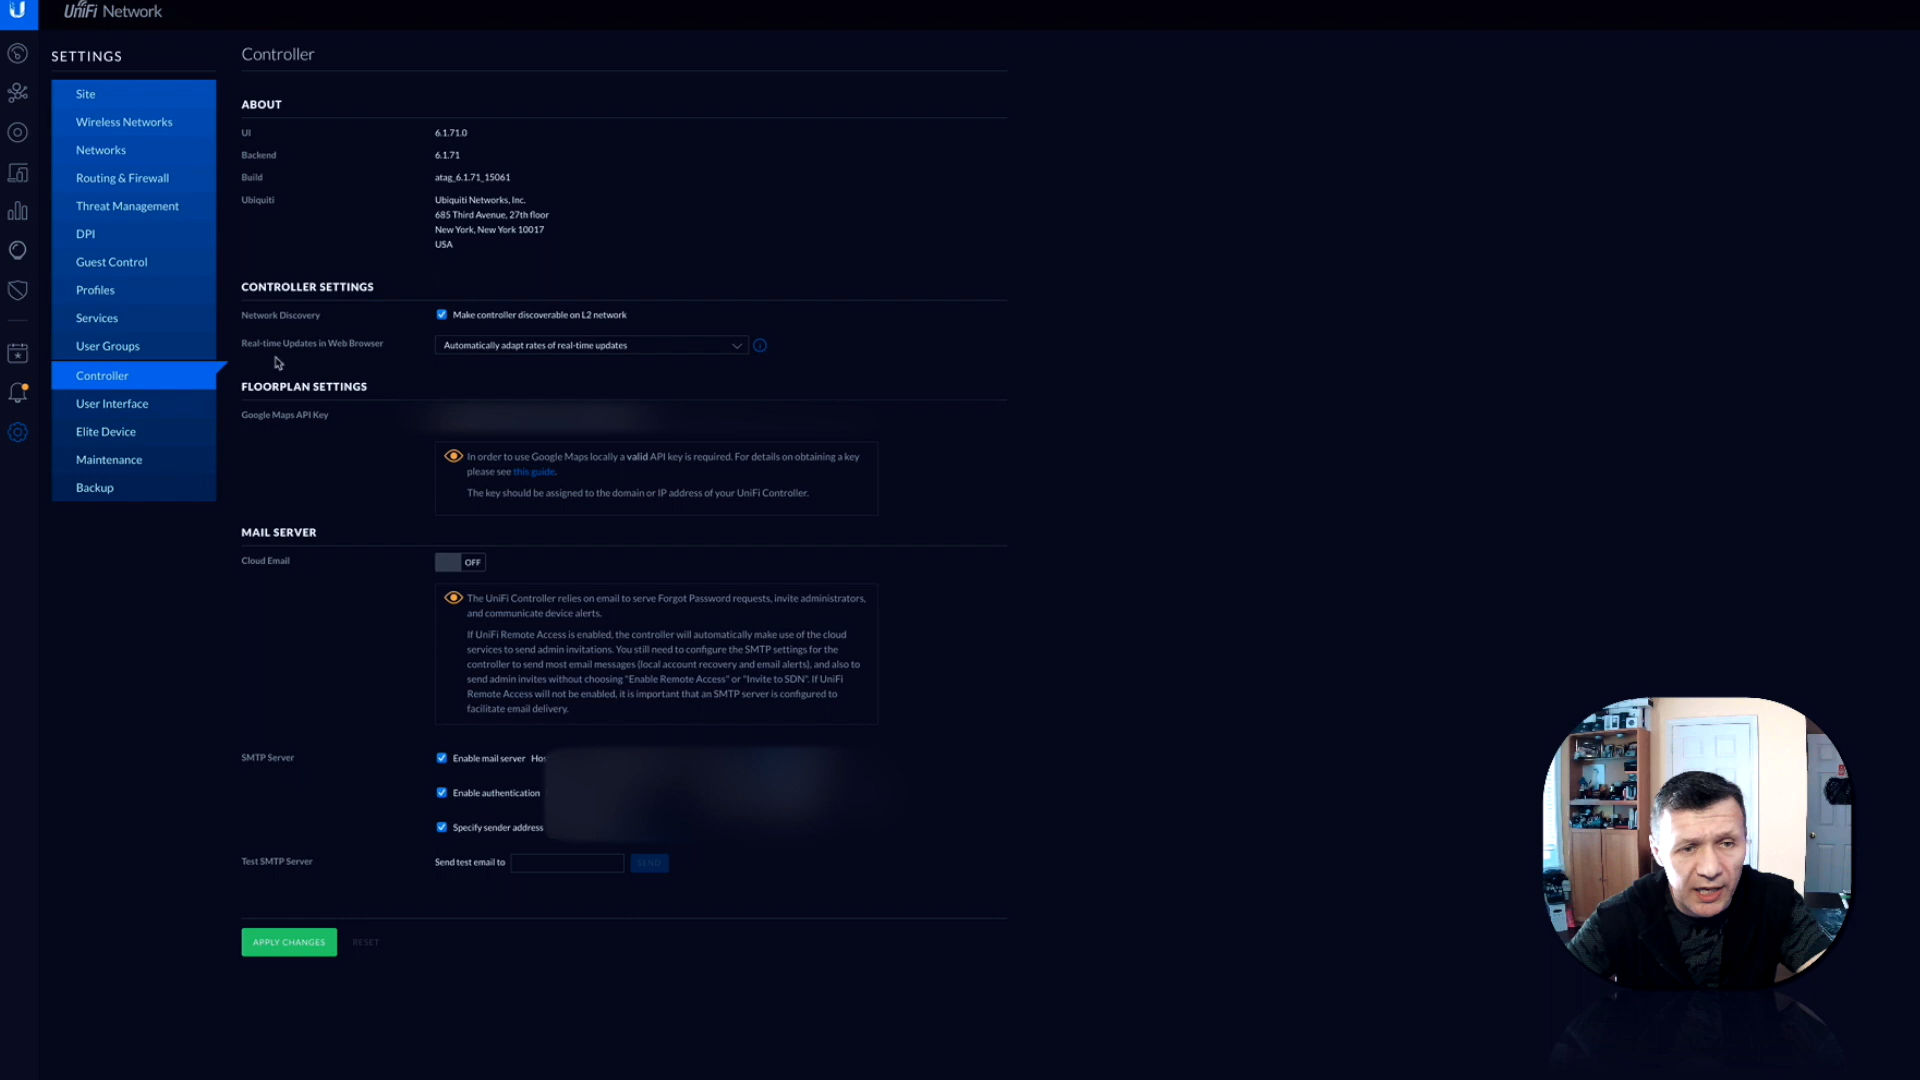 UniFi Network
SETTINGS
Site
Wireless Networks
Networks
Routing & Firewall
Threat Management
DPI
Guest Control
Profiles
Services
User Groups
Controller
User Interface
Elite Device
Maintenance
Backup
Controller
ABOUT
UI 6.1.71.0
Backend 6.1.71
Build atag_6.1.71_15061
Ubiquiti Ubiquiti Networks, Inc.
685 Third Avenue, 27th floor
New York, New York 10017
USA
CONTROLLER SETTINGS
Network Discovery Make controller discoverable on L2 network
Real-time Updates in Web Browser Automatically adapt rates of real-time updates
FLOORPLAN SETTINGS
Google Maps API Key
In order to use Google Maps locally a valid API key is required. For details on obtaining a key
please see this guide.
The key should be assigned to the domain or IP address of your UniFi Controller.
MAIL SERVER
Cloud Email OFF
The UniFi Controller relies on email to serve Forgot Password requests, invite administrators,
and communicate device alerts.
If UniFi Remote Access is enabled, the controller will automatically make use of the cloud
services to send admin invitations. You still need to configure the SMTP settings for the
controller to send most email messages (local account recovery and email alerts), and also to
send admin invites without choosing "Enable Remote Access" or "Invite to SDN". If UniFi
Remote Access will not be enabled, it is important that an SMTP server is configured to
facilitate email delivery.
SMTP Server Enable mail server
Enable authentication
Specify sender address
Test SMTP Server Send test email to SEND
APPLY CHANGES RESET